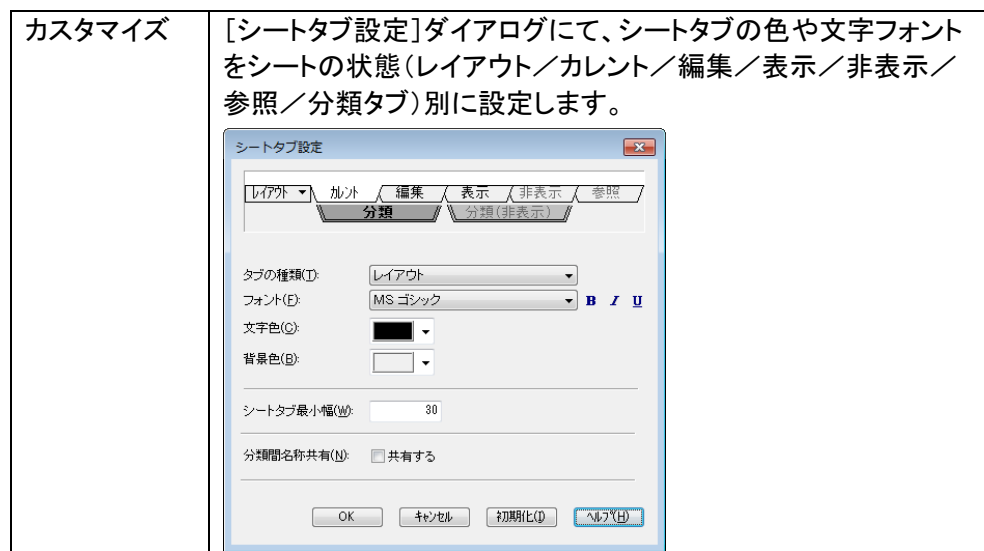 カスタマイズ
［シートタブ設定］ダイアログにて、シートタブの色や文字フォント
をシートの状態（レイアウト／カレント／編集／表示／非表示／
参照／分類タブ）別に設定します。
シートタブ設定
ﾚｲｱｳﾄ ｶﾚﾝﾄ 編集 表示 非表示 参照
分類 分類(非表示)
タブの種類(T): レイアウト
フォント(F): MS ゴシック B I U
文字色(C):
背景色(B):
シートタブ最小幅(W): 30
分類間名称共有(N): 共有する
OK ｷｬﾝｾﾙ 初期化(I) ﾍﾙﾌﾟ(H)